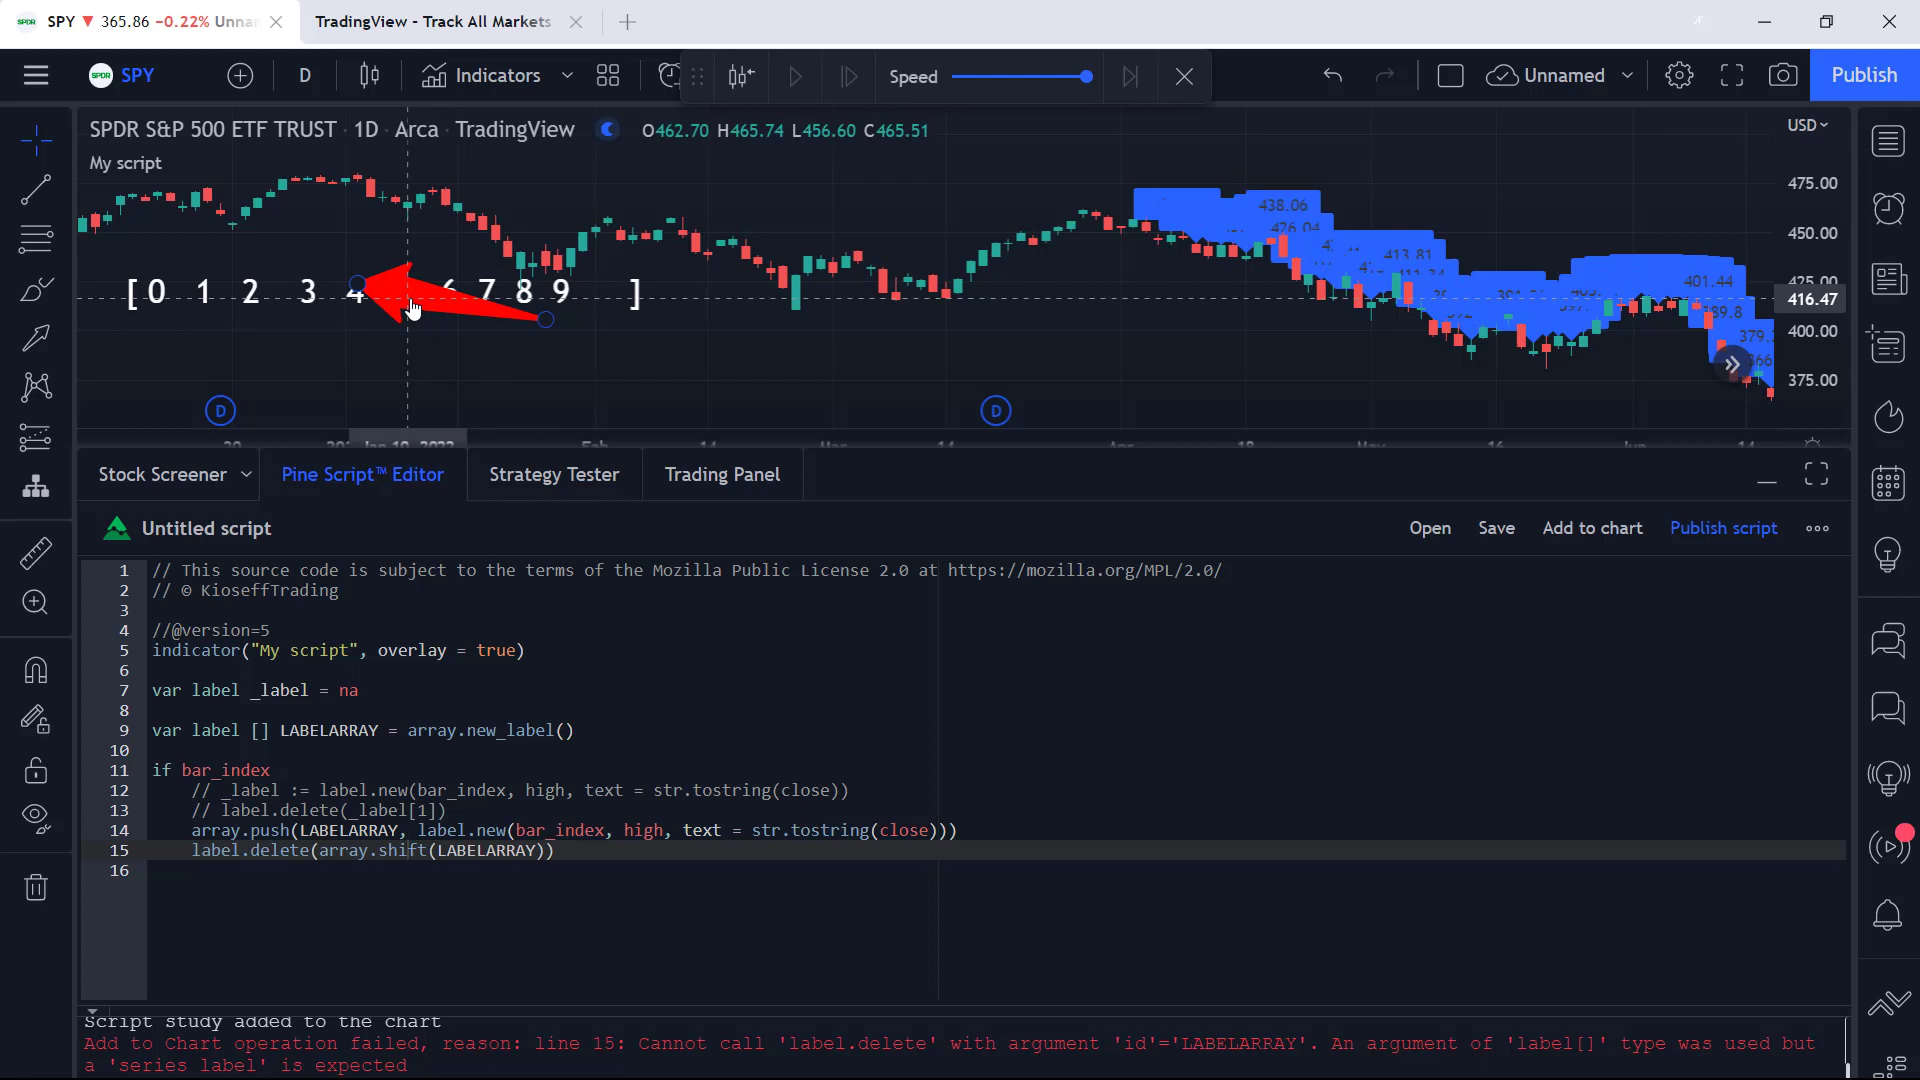 SPY ▼ 365.86 −0.22% Unnar
TradingView - Track All Markets
SPDR SPY
D
Indicators
Speed
Unnamed
Publish
SPDR S&P 500 ETF TRUST · 1D · Arca · TradingView
O462.70 H465.74 L456.60 C465.51
USD
My script
475.00
450.00
425.00
416.47
400.00
375.00
438.06
426.04
413.81
401.44
[ 0 1 2 3 4 6 7 8 9 ]
D
D
Stock Screener
Pine Script™ Editor
Strategy Tester
Trading Panel
Untitled script
Open
Save
Add to chart
Publish script
1 // This source code is subject to the terms of the Mozilla Public License 2.0 at https://mozilla.org/MPL/2.0/
2 // © KioseffTrading
3
4 //@version=5
5 indicator("My script", overlay = true)
6
7 var label _label = na
8
9 var label [] LABELARRAY = array.new_label()
10
11 if bar_index
12 // _label := label.new(bar_index, high, text = str.tostring(close))
13 // label.delete(_label[1])
14 array.push(LABELARRAY, label.new(bar_index, high, text = str.tostring(close)))
15 label.delete(array.shift(LABELARRAY))
16
Script study added to the chart
Add to Chart operation failed, reason: line 15: Cannot call 'label.delete' with argument 'id'='LABELARRAY'. An argument of 'label[]' type was used but
a 'series label' is expected